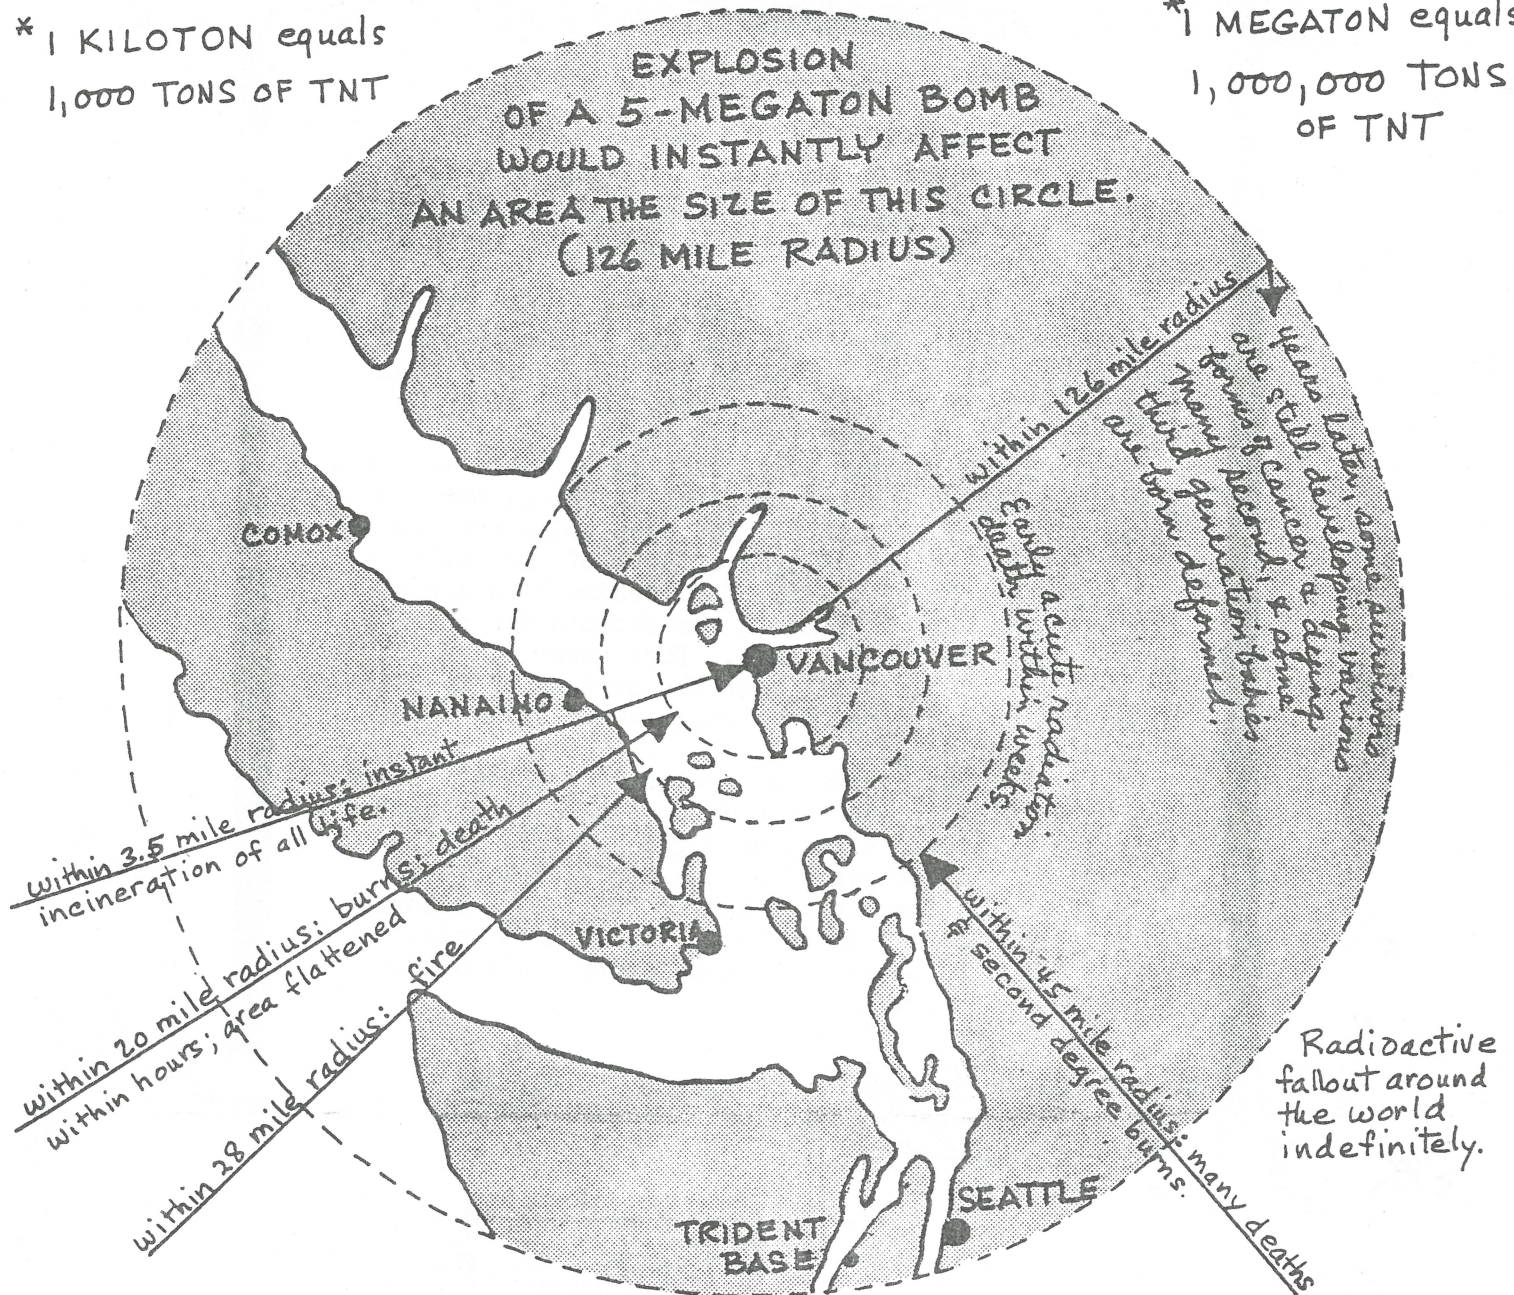 * 1 KILOTON equals
1,000 TONS OF TNT
*1 MEGATON equals
1,000,000 TONS
OF TNT
EXPLOSION
OF A 5-MEGATON BOMB
WOULD INSTANTLY AFFECT
AN AREA THE SIZE OF THIS CIRCLE.
(126 MILE RADIUS)
within 126 mile radius
years later, some survivors
are still developing various
forms of cancer & dying
many second, & some
third generation babies
are born deformed.
Early acute radiation
death within weeks.
COMOX
VANCOUVER
NANAIMO
VICTORIA
within 3.5 mile radius: instant
incineration of all life.
within 20 mile radius: burns; death
within hours; area flattened
within 28 mile radius: fire
within 45 mile radius: many deaths
& second degree burns.
Radioactive
fallout around
the world
indefinitely.
SEATTLE
TRIDENT
BASE